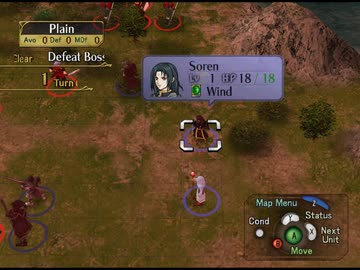 Plain
Avo 0 Def 0 MDf 0
Clear
Defeat Boss
1
Turn
Soren
Lv 1 HP 18 / 18
Wind
Map Menu
Z
Cond
Status
Y
X
Next
Unit
A
B
Move